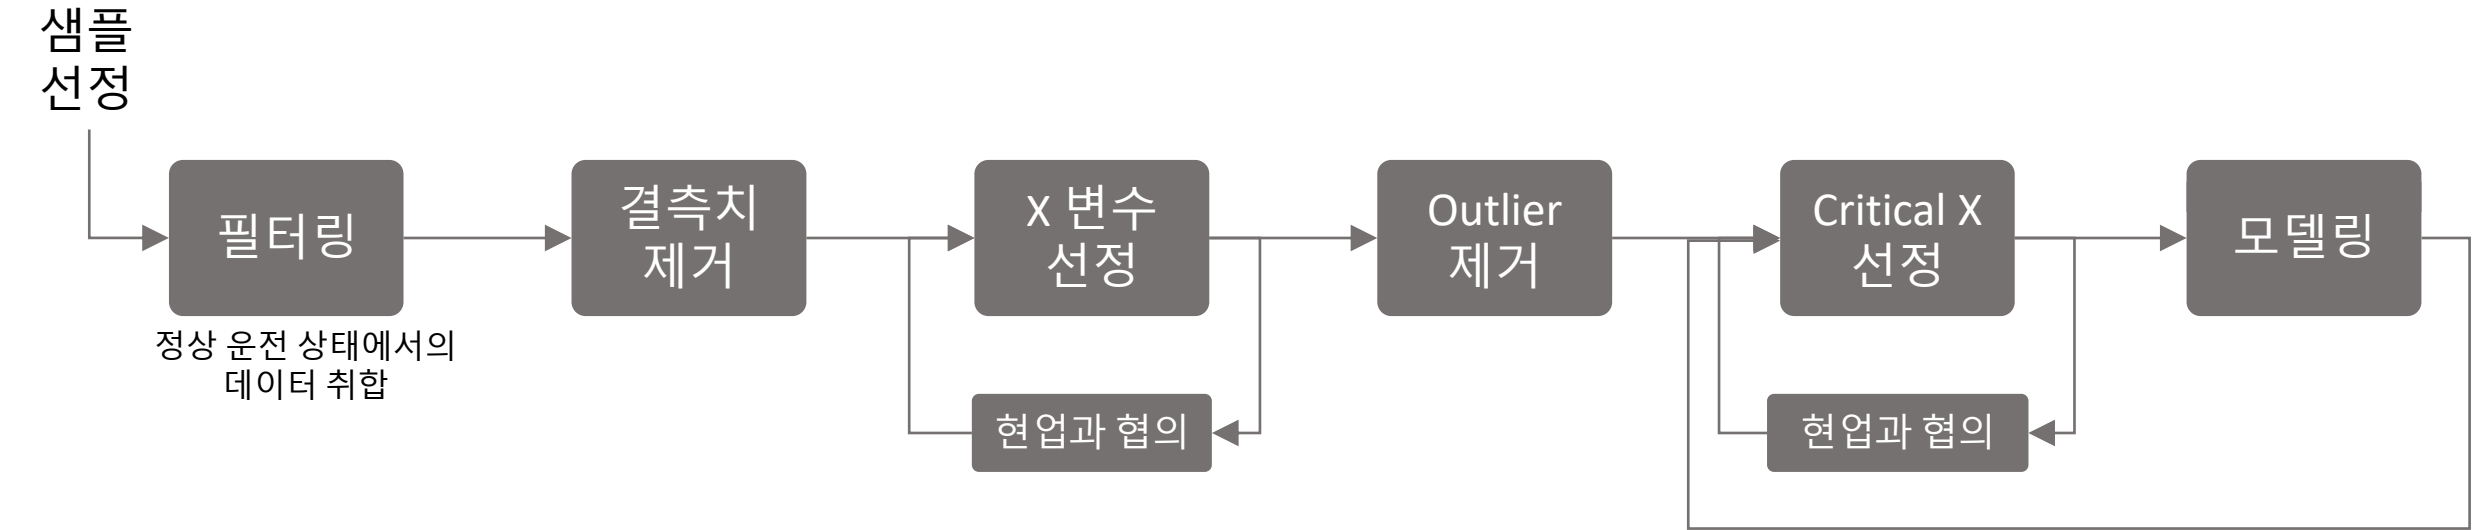 샘플
선정
필터링
정상 운전 상태에서의
데이터 취합
결측치
제거
X 변수
선정
현업과 협의
Outlier
제거
Critical X
선정
현업과 협의
모델링